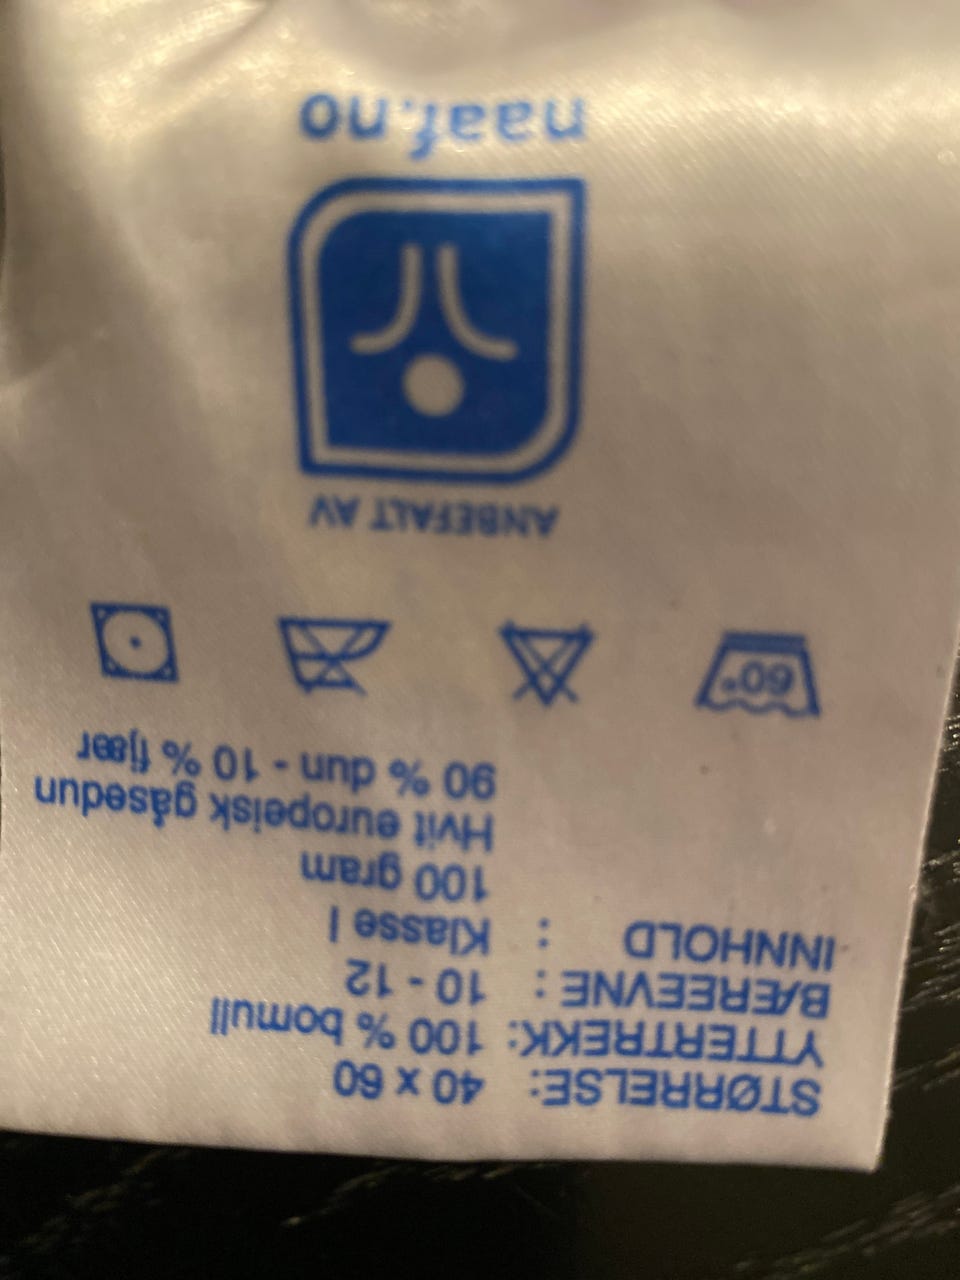 STØRRELSE: 40 x 60
YTTERTREKK: 100 % bomull
BÆREEVNE : 10 - 12
INNHOLD : Klasse I
100 gram
Hvit europeisk gåsedun
90 % dun - 10 % fjær
60°
ANBEFALT AV
naaf.no